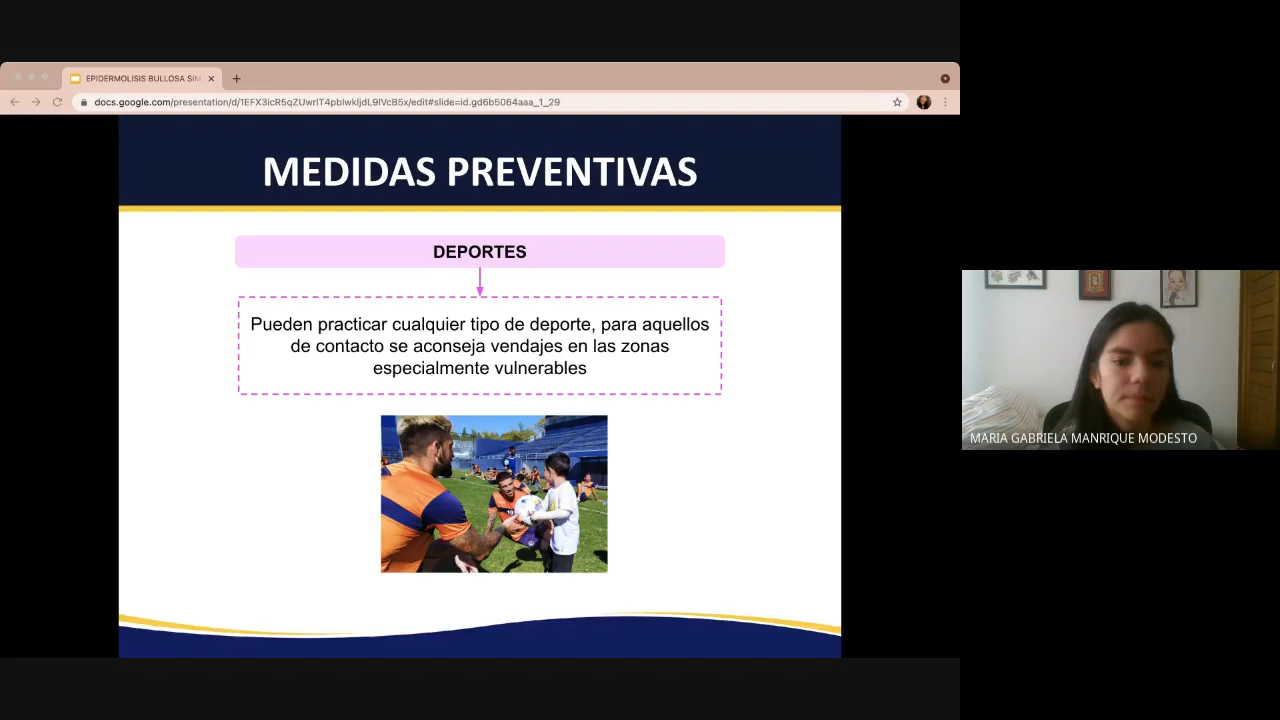 EPIDERMOLISIS BULLOSA SIM
docs.google.com/presentation/d/1EFX3icR5qZUwrlT4pblwkljdL9lVcB5x/edit#slide=id.gd6b5064aaa_1_29
MEDIDAS PREVENTIVAS
DEPORTES
Pueden practicar cualquier tipo de deporte, para aquellos
de contacto se aconseja vendajes en las zonas
especialmente vulnerables
MARIA GABRIELA MANRIQUE MODESTO